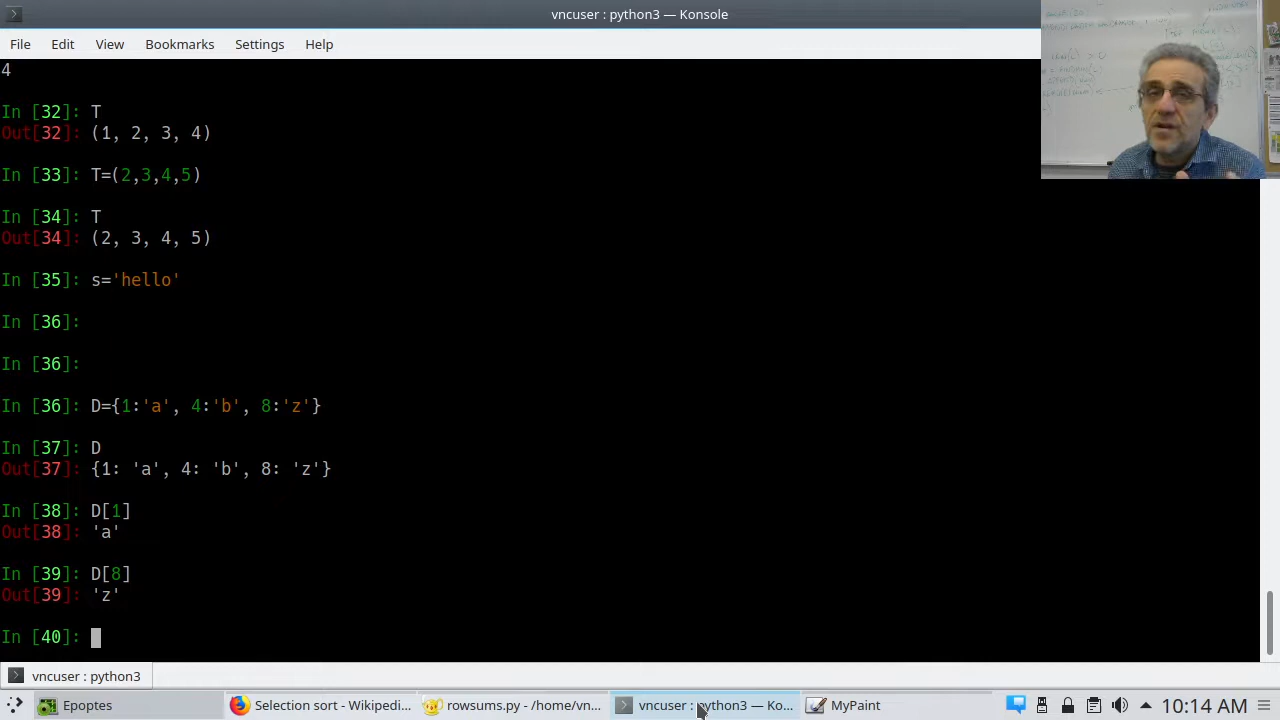 vncuser : python3 — Konsole
File Edit View Bookmarks Settings Help
4
In [32]: T
Out[32]: (1, 2, 3, 4)
In [33]: T=(2,3,4,5)
In [34]: T
Out[34]: (2, 3, 4, 5)
In [35]: s='hello'
In [36]:
In [36]:
In [36]: D={1:'a', 4:'b', 8:'z'}
In [37]: D
Out[37]: {1: 'a', 4: 'b', 8: 'z'}
In [38]: D[1]
Out[38]: 'a'
In [39]: D[8]
Out[39]: 'z'
In [40]:
vncuser : python3
Epoptes Selection sort - Wikipedi... rowsums.py - /home/vn... vncuser : python3 — Ko... MyPaint 10:14 AM